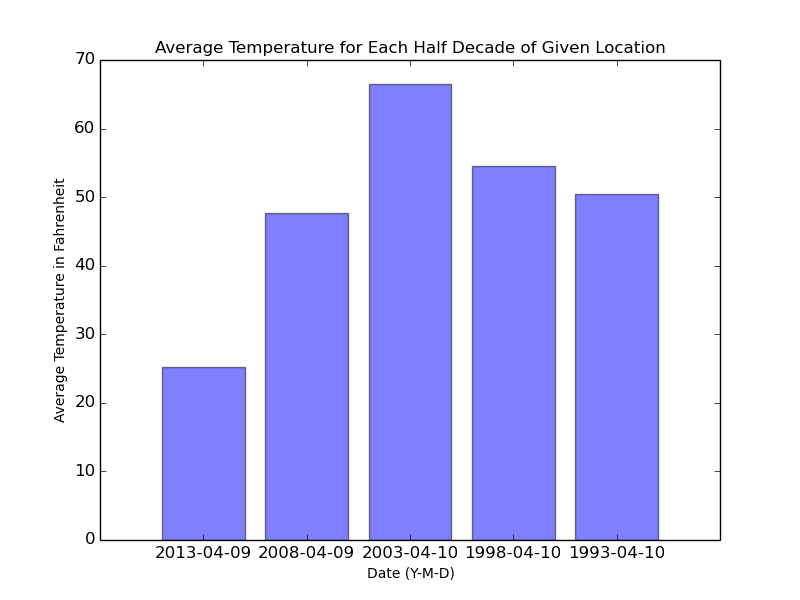 Average Temperature for Each Half Decade of Given Location
Average Temperature in Fahrenheit
70
60
50
40
30
20
10
0
2013-04-09 2008-04-09 2003-04-10 1998-04-10 1993-04-10
Date (Y-M-D)